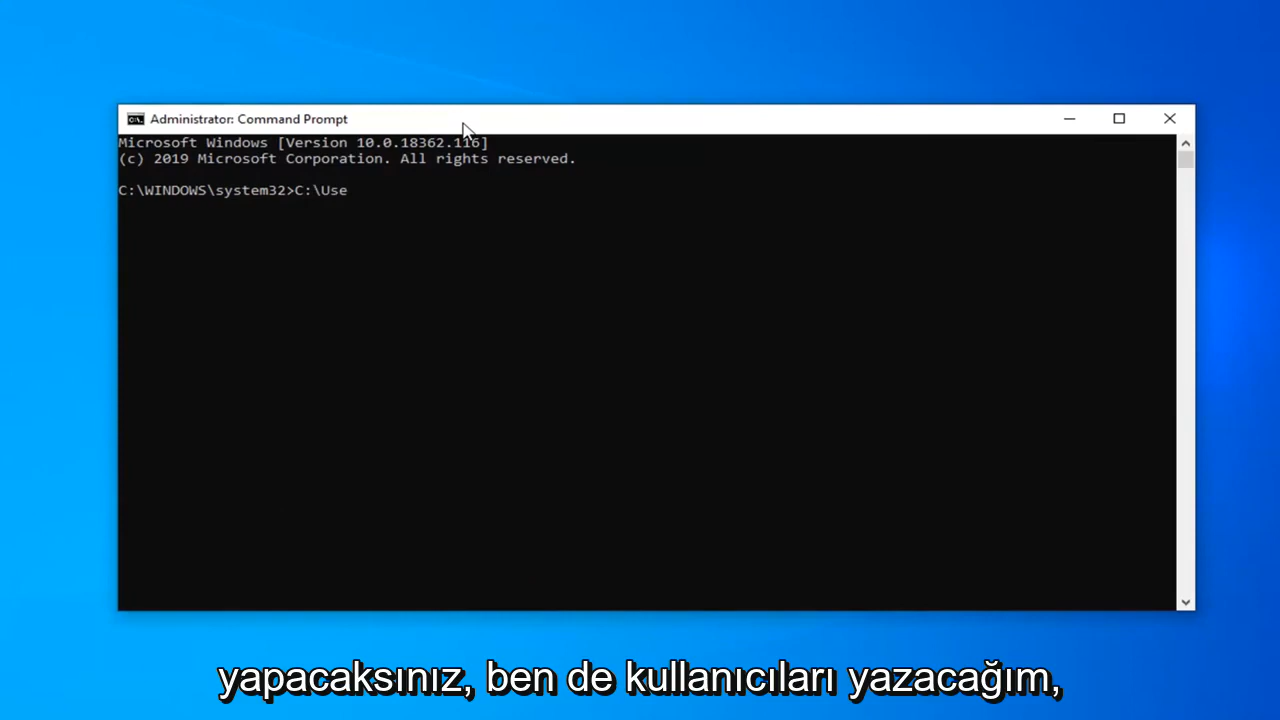 Administrator: Command Prompt
Microsoft Windows [Version 10.0.18362.116]
(c) 2019 Microsoft Corporation. All rights reserved.
C:\WINDOWS\system32>C:\Use
yapacaksınız, ben de kullanıcıları yazacağım,